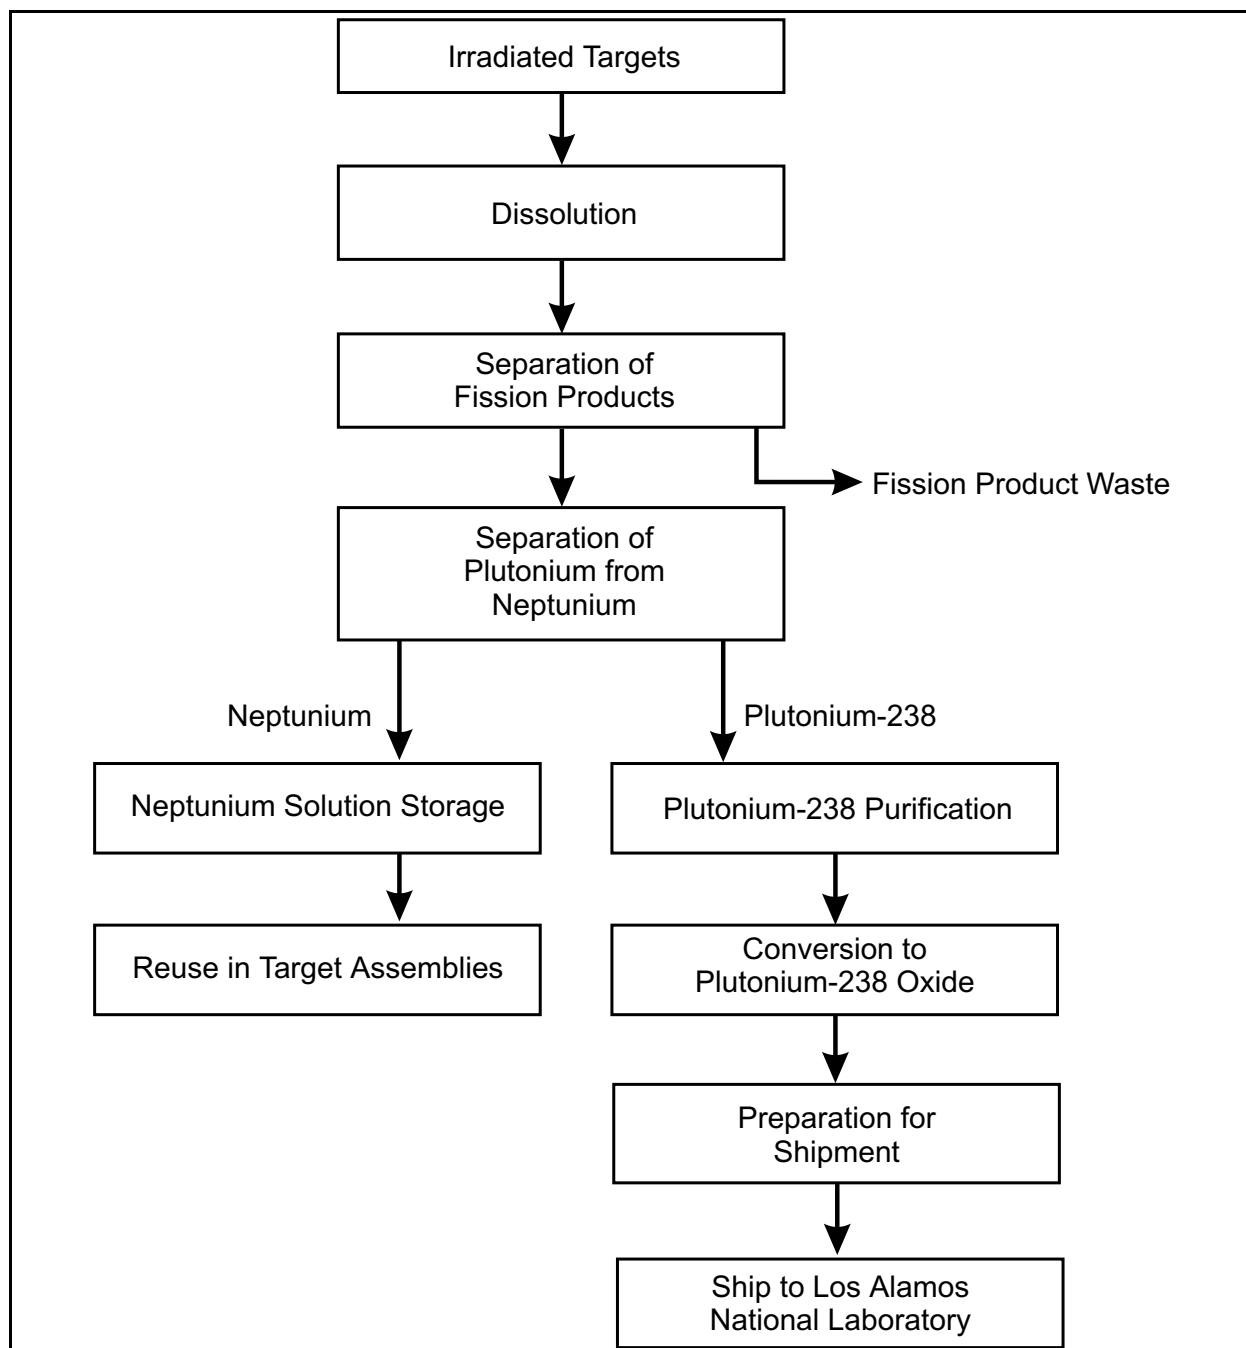 Irradiated Targets
Dissolution
Separation of
Fission Products
Fission Product Waste
Separation of
Plutonium from
Neptunium
Neptunium
Plutonium-238
Neptunium Solution Storage
Plutonium-238 Purification
Reuse in Target Assemblies
Conversion to
Plutonium-238 Oxide
Preparation for
Shipment
Ship to Los Alamos
National Laboratory